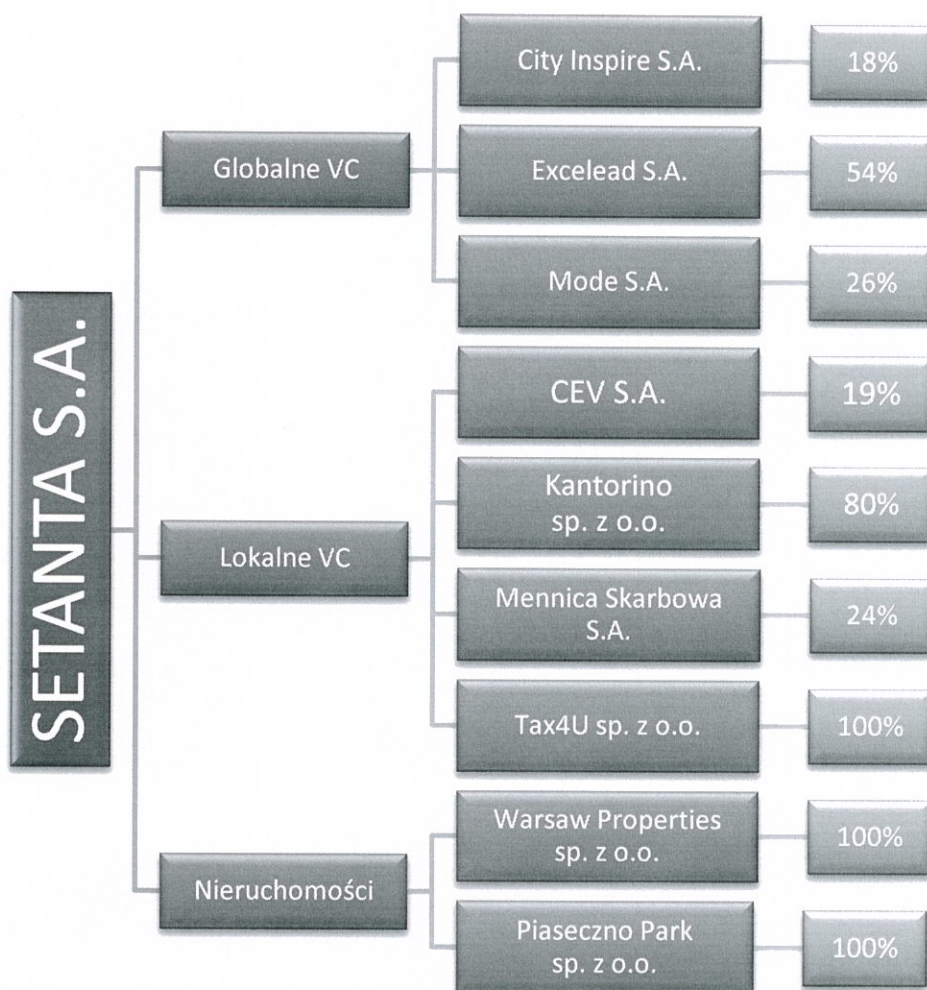 SETANTA S.A.
Globalne VC
City Inspire S.A.
18%
Excelead S.A.
54%
Mode S.A.
26%
Lokalne VC
CEV S.A.
19%
Kantorino
sp. z o.o.
80%
Mennica Skarbowa
S.A.
24%
Tax4U sp. z o.o.
100%
Nieruchomości
Warsaw Properties
sp. z o.o.
100%
Piaseczno Park
sp. z o.o.
100%